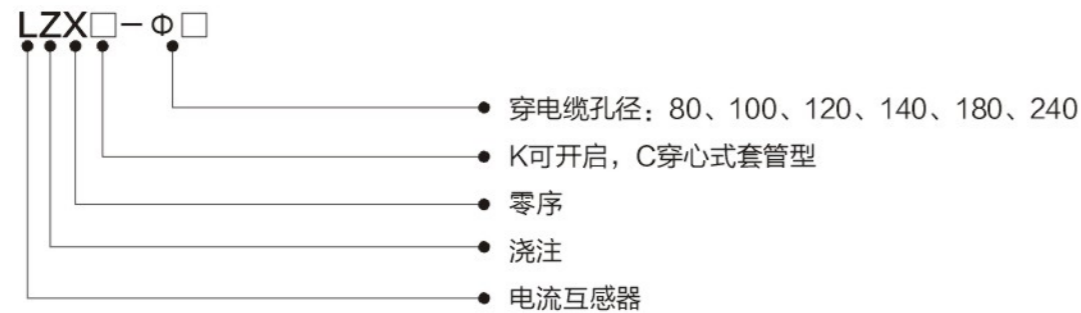 LZX□－Φ□
穿电缆孔径：80、100、120、140、180、240
K可开启，C穿心式套管型
零序
浇注
电流互感器